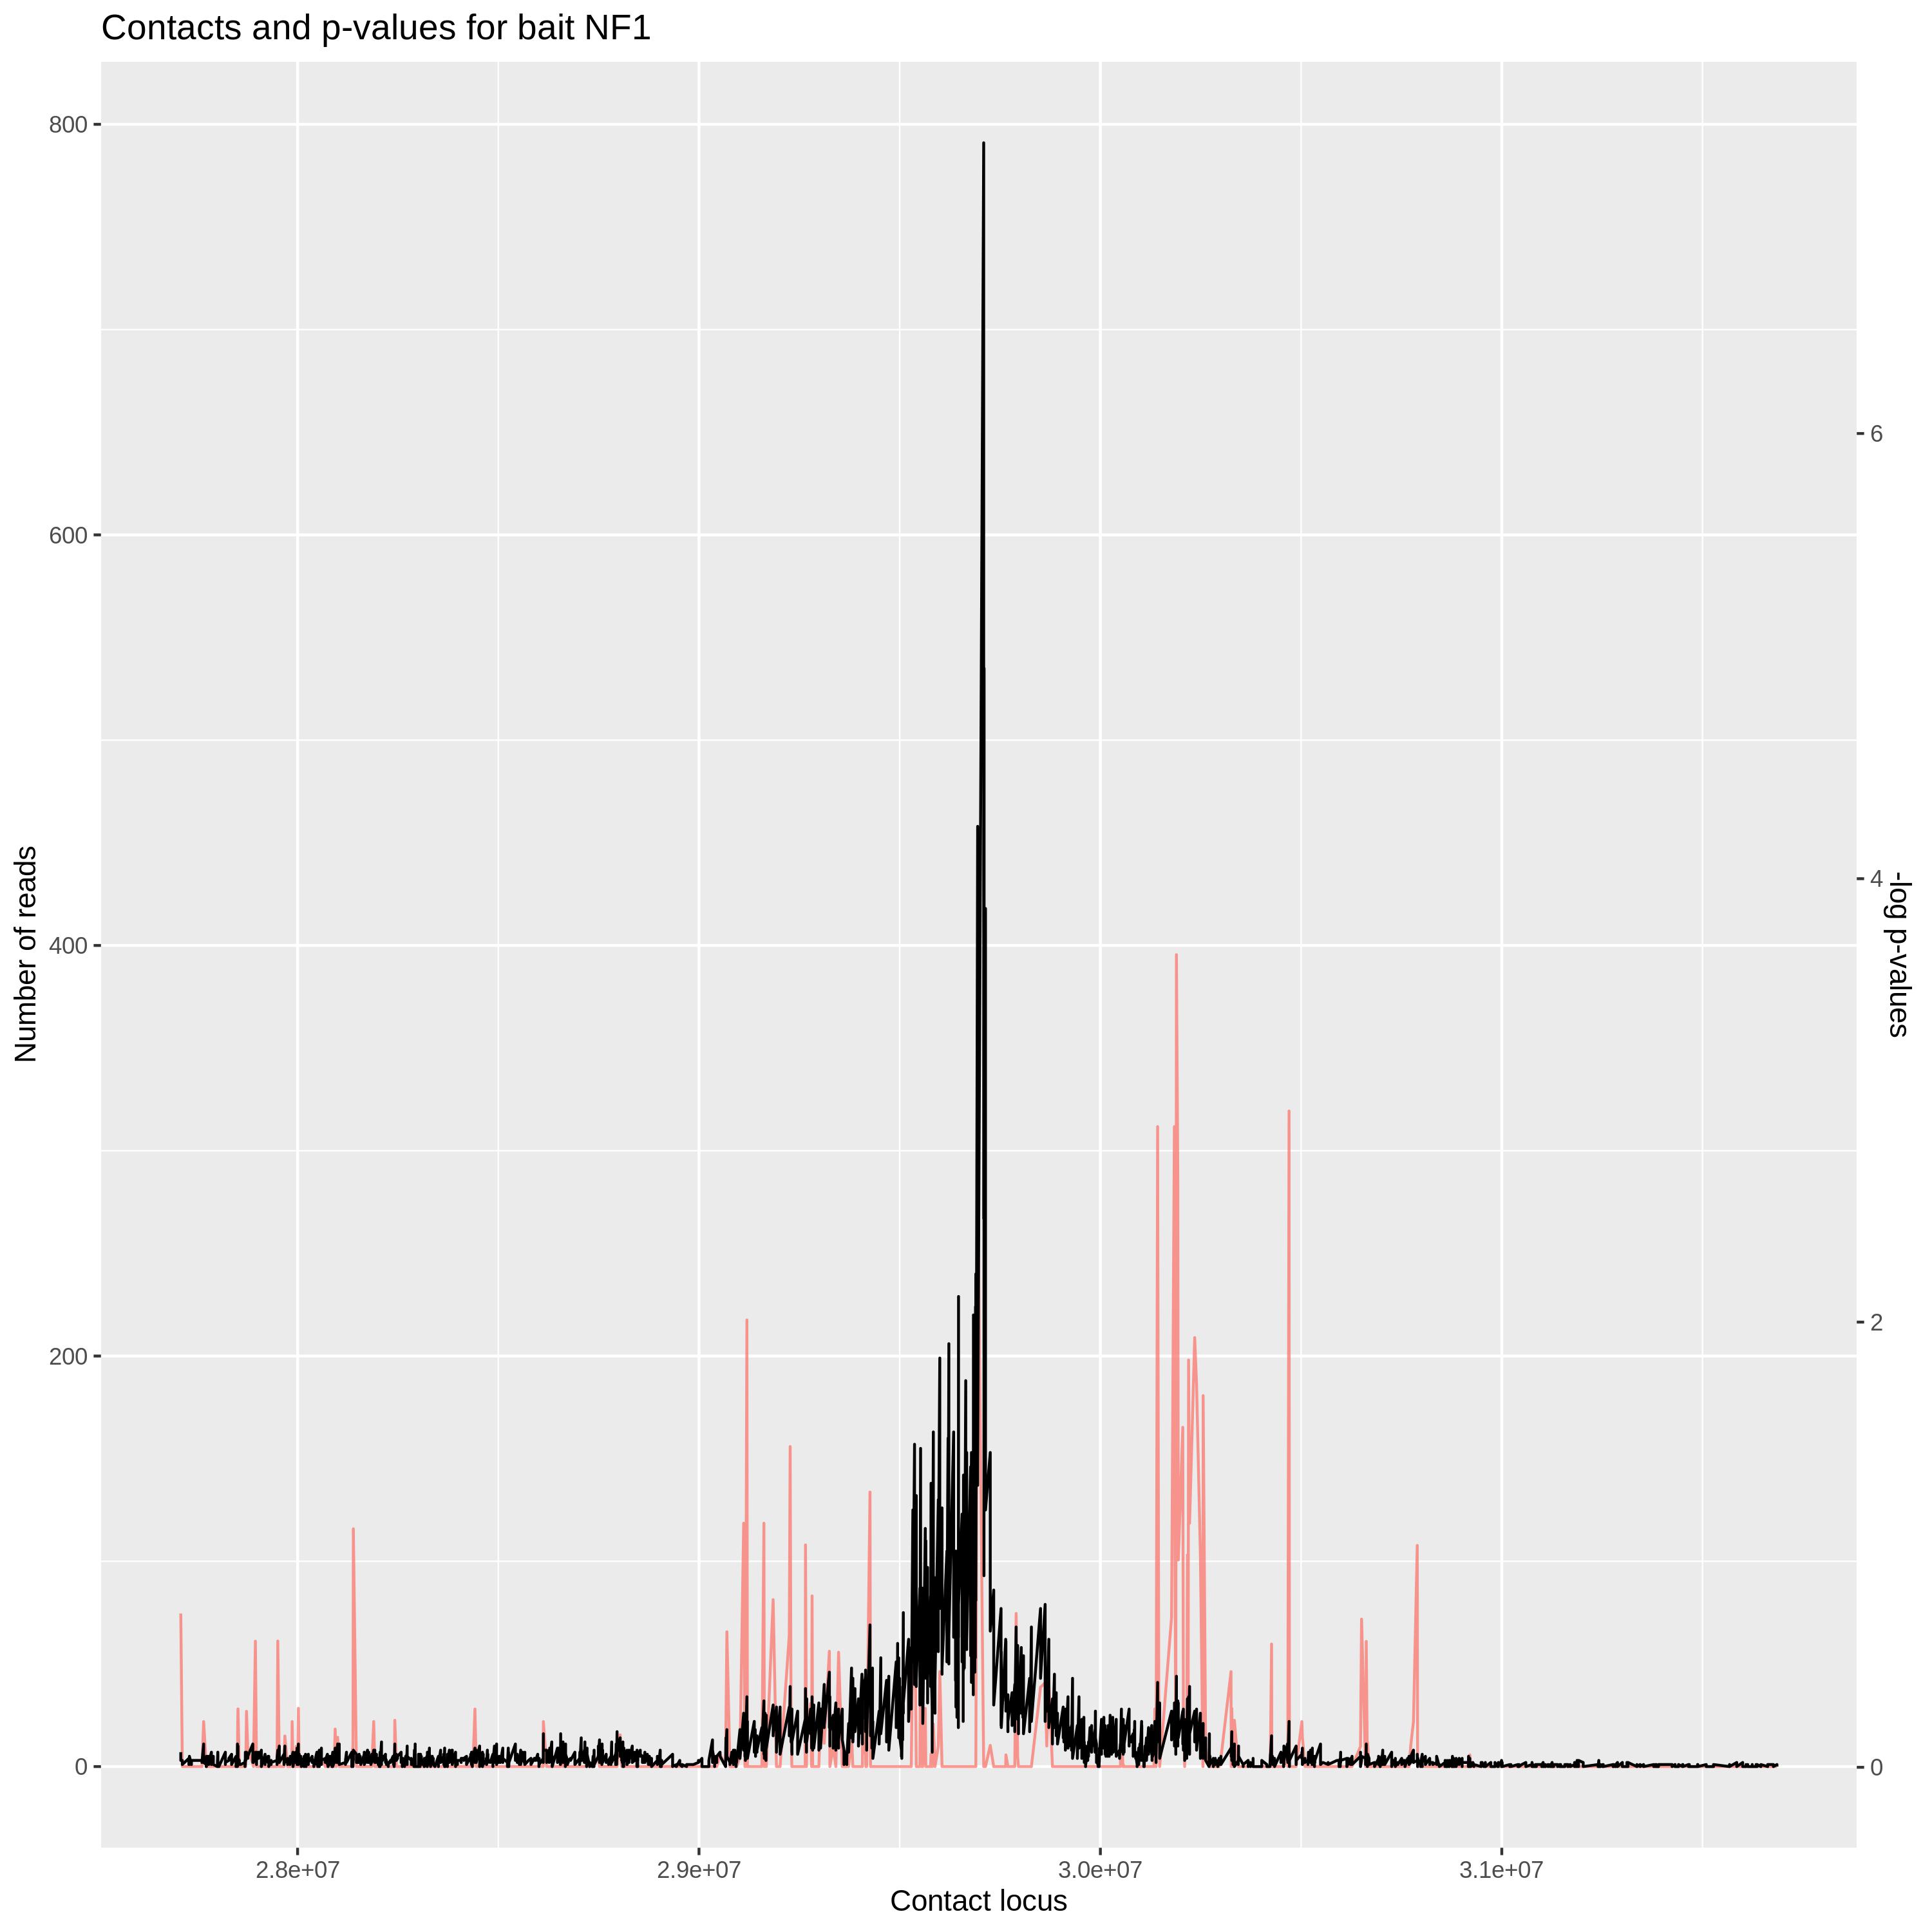 Contacts and p-values for bait NF1
800
600
400
200
0
Number of reads
6
4
2
0
-log p-values
2.8e+07
2.9e+07
3.0e+07
3.1e+07
Contact locus